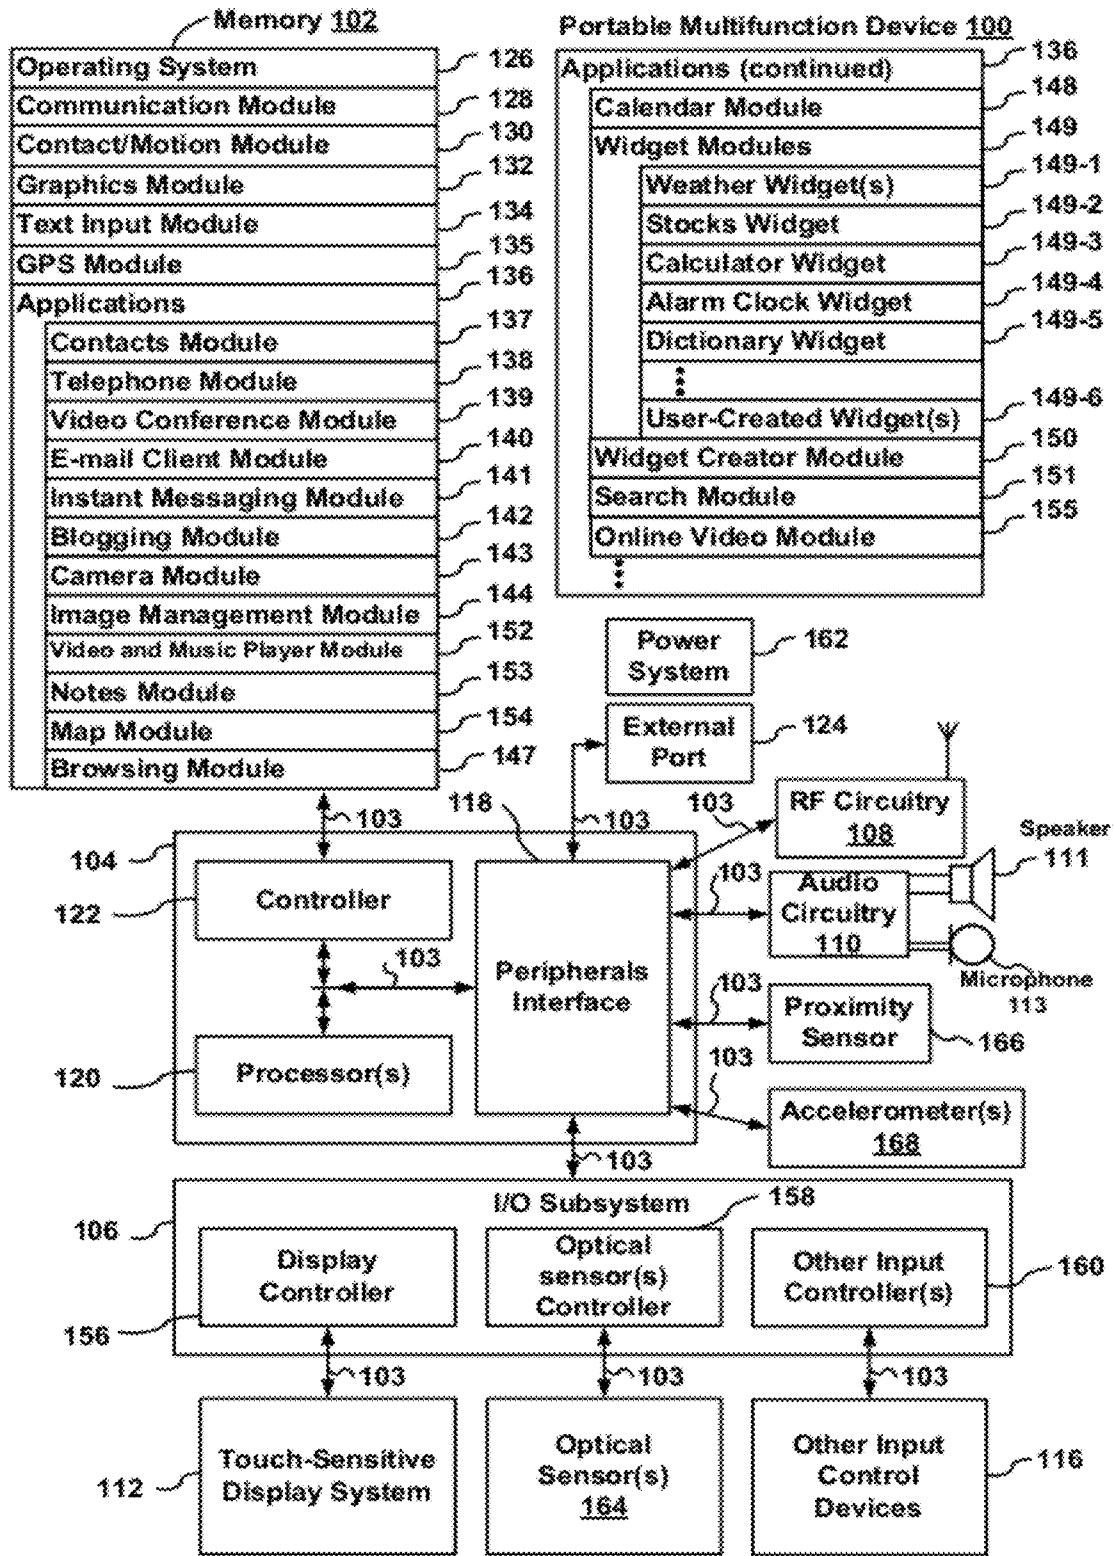 Memory 102
Operating System 126
Communication Module 128
Contact/Motion Module 130
Graphics Module 132
Text Input Module 134
GPS Module 135
Applications 136
Contacts Module 137
Telephone Module 138
Video Conference Module 139
E-mail Client Module 140
Instant Messaging Module 141
Blogging Module 142
Camera Module 143
Image Management Module 144
Video and Music Player Module 152
Notes Module 153
Map Module 154
Browsing Module 147
Portable Multifunction Device 100
Applications (continued) 136
Calendar Module 148
Widget Modules 149
Weather Widget(s) 149-1
Stocks Widget 149-2
Calculator Widget 149-3
Alarm Clock Widget 149-4
Dictionary Widget 149-5
User-Created Widget(s) 149-6
Widget Creator Module 150
Search Module 151
Online Video Module 155
Power
System
162
External
Port
124
103
118
103
103
RF Circuitry
108
Speaker
111
104
122
Controller
103
Audio
Circuitry
110
Microphone
113
103
Peripherals
Interface
103
Proximity
Sensor
166
120
Processor(s)
103
Accelerometer(s)
168
103
I/O Subsystem
158
106
Display
Controller
156
Optical
sensor(s)
Controller
Other Input
Controller(s)
160
103
103
103
112
Touch-Sensitive
Display System
Optical
Sensor(s)
164
Other Input
Control
Devices
116